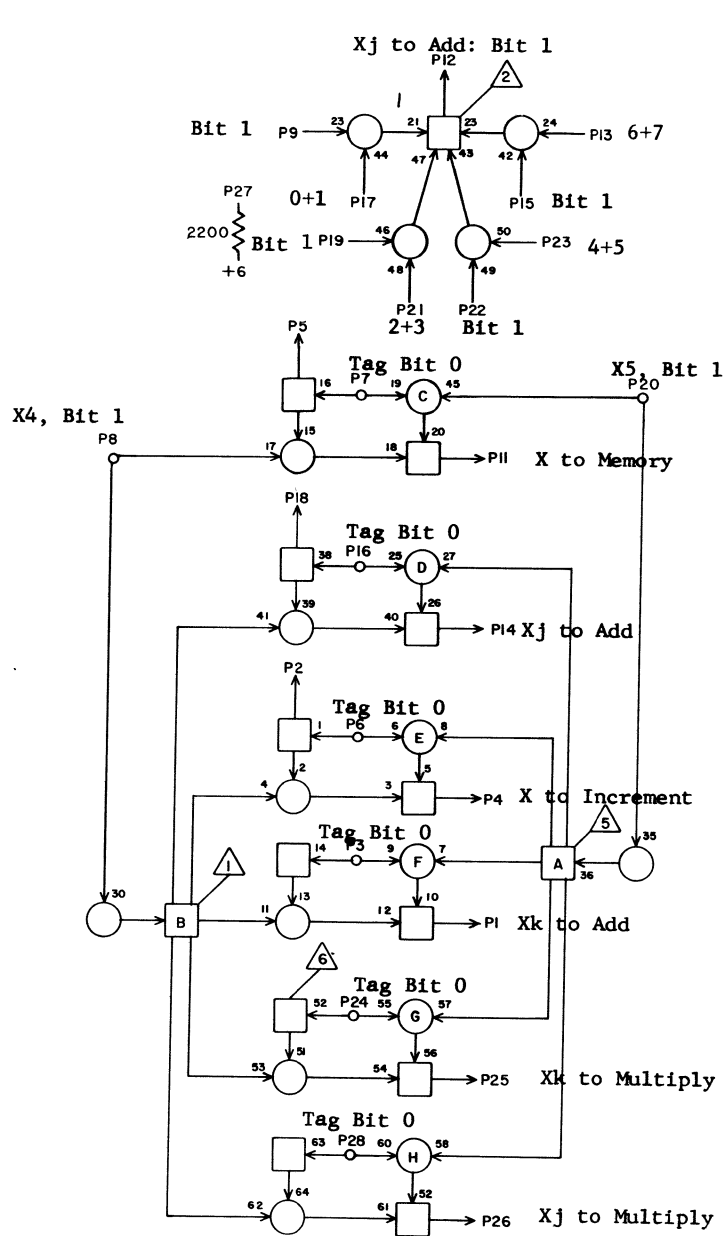 Xj to Add: Bit 1
P12
2
1
Bit 1 P9 23 21 23 24 P13 6+7
44 47 43 42
P27 0+1 P17 P15 Bit 1
2200 Bit 1 P19 46 50 P23 4+5
+6 48 49
P21 P22
2+3 Bit 1
P5
Tag Bit 0 X5, Bit 1
P7 P20
16 19 C 45
X4, Bit 1
P8 15 20
17 18 P11 X to Memory
P18
Tag Bit 0
P16
38 25 D 27
39 26
41 40 P14 Xj to Add
P2
Tag Bit 0
P6
1 6 E 8
2 5
4 3 P4 X to Increment
Tag Bit 0 5
P3 35
1 14 9 F 7 A 36
30 13 10
B 11 12 P1 Xk to Add
6
Tag Bit 0
P24
52 55 G 57
51 56
53 54 P25 Xk to Multiply
Tag Bit 0
P28
63 60 H 58
64 52
62 61 P26 Xj to Multiply